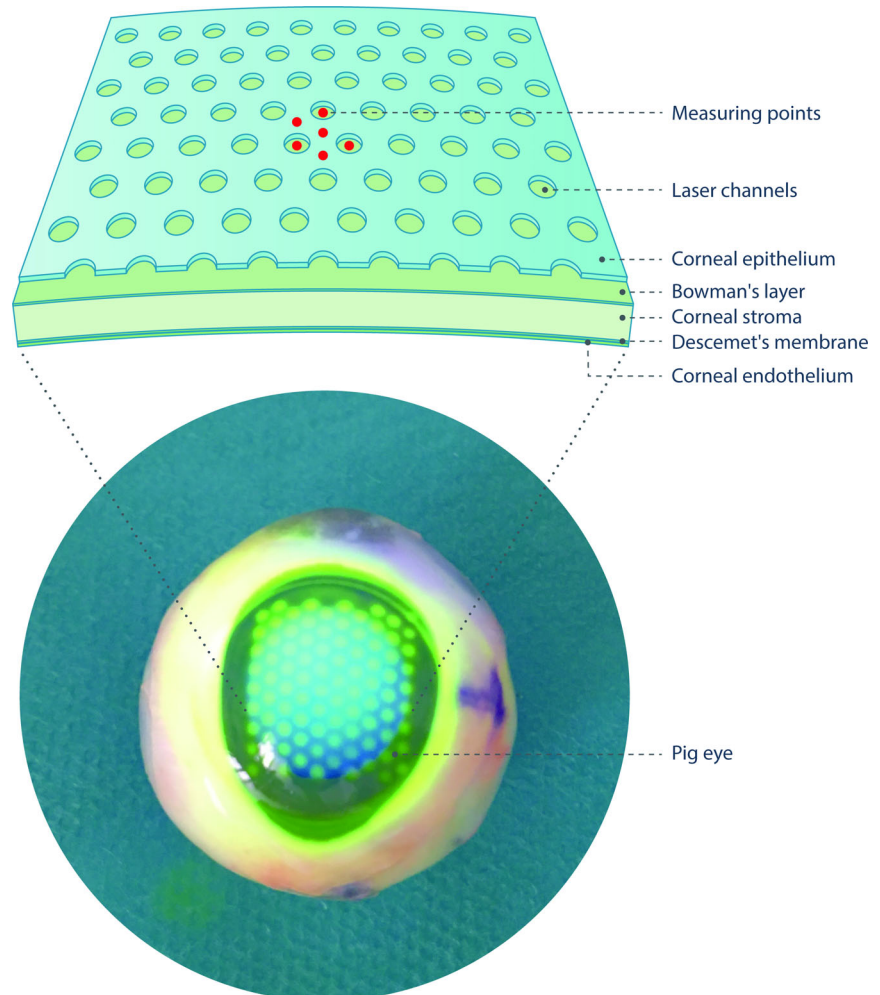 Measuring points
Laser channels
Corneal epithelium
Bowman's layer
Corneal stroma
Descemet's membrane
Corneal endothelium
Pig eye